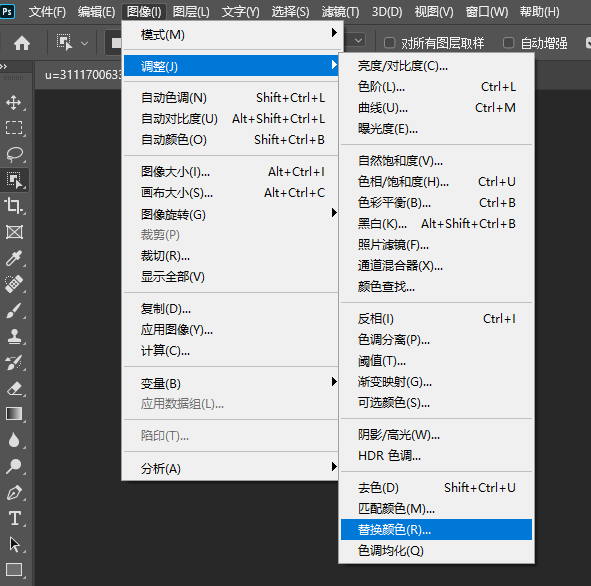 Ps 文件(F) 编辑(E) 图像(I) 图层(L) 文字(Y) 选择(S) 滤镜(T) 3D(D) 视图(V) 窗口(W) 帮助(H)
对所有图层取样 自动增强
u=311170063
模式(M)
调整(J)
自动色调(N) Shift+Ctrl+L
自动对比度(U) Alt+Shift+Ctrl+L
自动颜色(O) Shift+Ctrl+B
图像大小(I)... Alt+Ctrl+I
画布大小(S)... Alt+Ctrl+C
图像旋转(G)
裁剪(P)
裁切(R)...
显示全部(V)
复制(D)...
应用图像(Y)...
计算(C)...
变量(B)
应用数据组(L)...
陷印(T)...
分析(A)
亮度/对比度(C)...
色阶(L)... Ctrl+L
曲线(U)... Ctrl+M
曝光度(E)...
自然饱和度(V)...
色相/饱和度(H)... Ctrl+U
色彩平衡(B)... Ctrl+B
黑白(K)... Alt+Shift+Ctrl+B
照片滤镜(F)...
通道混合器(X)...
颜色查找...
反相(I) Ctrl+I
色调分离(P)...
阈值(T)...
渐变映射(G)...
可选颜色(S)...
阴影/高光(W)...
HDR 色调...
去色(D) Shift+Ctrl+U
匹配颜色(M)...
替换颜色(R)...
色调均化(Q)